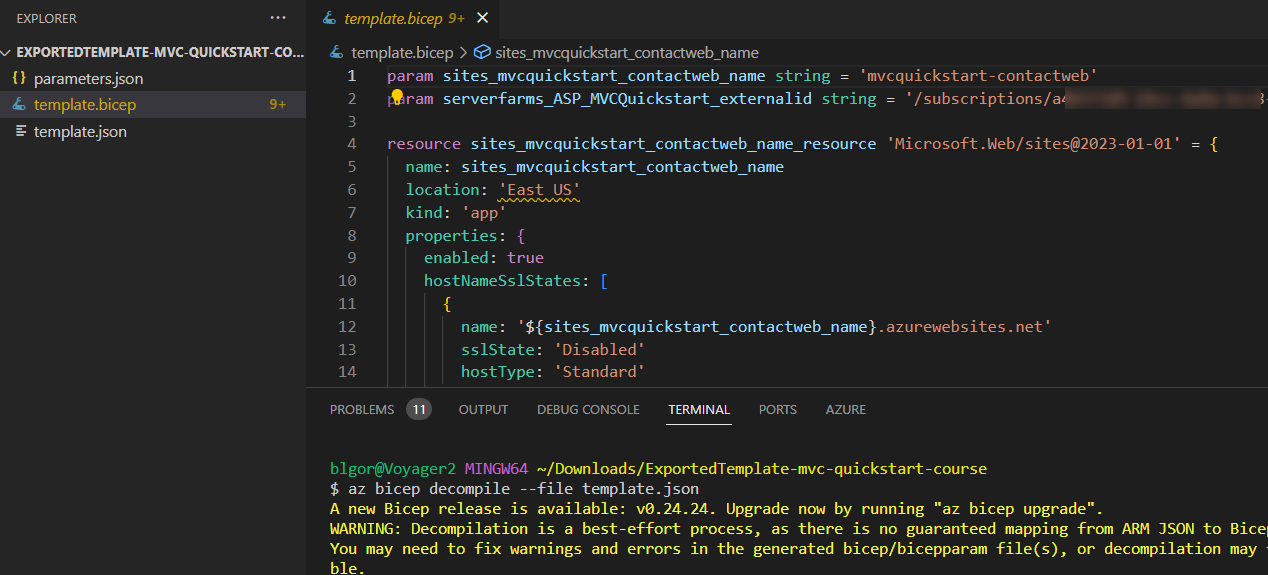 EXPLORER
EXPORTEDTEMPLATE-MVC-QUICKSTART-CO...
{} parameters.json
template.bicep 9+
template.json
template.bicep 9+
template.bicep > sites_mvcquickstart_contactweb_name
1 param sites_mvcquickstart_contactweb_name string = 'mvcquickstart-contactweb'
2 param serverfarms_ASP_MVCQuickstart_externalid string = '/subscriptions/a
3
4 resource sites_mvcquickstart_contactweb_name_resource 'Microsoft.Web/sites@2023-01-01' = {
5 name: sites_mvcquickstart_contactweb_name
6 location: 'East US'
7 kind: 'app'
8 properties: {
9 enabled: true
10 hostNameSslStates: [
11 {
12 name: '${sites_mvcquickstart_contactweb_name}.azurewebsites.net'
13 sslState: 'Disabled'
14 hostType: 'Standard'
PROBLEMS 11 OUTPUT DEBUG CONSOLE TERMINAL PORTS AZURE
blgor@Voyager2 MINGW64 ~/Downloads/ExportedTemplate-mvc-quickstart-course
$ az bicep decompile --file template.json
A new Bicep release is available: v0.24.24. Upgrade now by running "az bicep upgrade".
WARNING: Decompilation is a best-effort process, as there is no guaranteed mapping from ARM JSON to Bicep
You may need to fix warnings and errors in the generated bicep/bicepparam file(s), or decompilation may
ble.